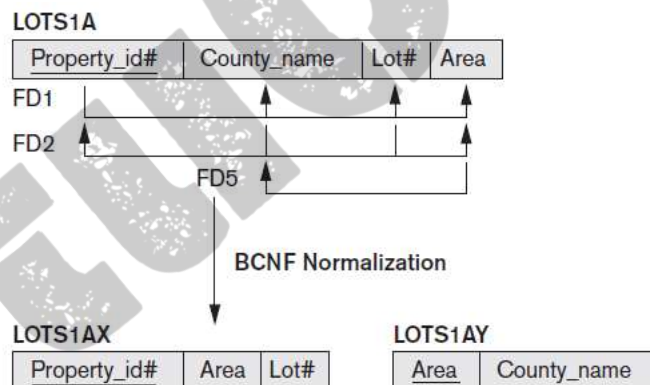 LOTS1A
Property_id# County_name Lot# Area
FD1
FD2
FD5
BCNF Normalization
LOTS1AX
Property_id# Area Lot#
LOTS1AY
Area County_name